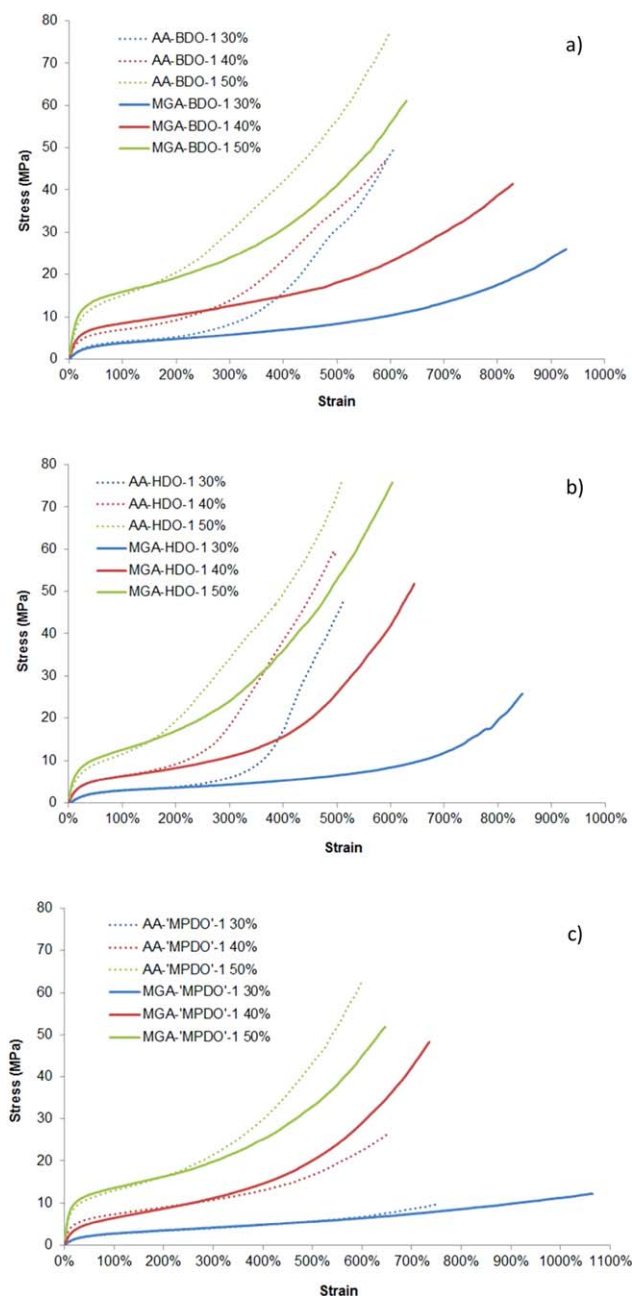 a)
AA-BDO-1 30%
AA-BDO-1 40%
AA-BDO-1 50%
MGA-BDO-1 30%
MGA-BDO-1 40%
MGA-BDO-1 50%
80
70
60
50
40
30
20
10
0
Stress (MPa)
0% 100% 200% 300% 400% 500% 600% 700% 800% 900% 1000%
Strain
b)
AA-HDO-1 30%
AA-HDO-1 40%
AA-HDO-1 50%
MGA-HDO-1 30%
MGA-HDO-1 40%
MGA-HDO-1 50%
80
70
60
50
40
30
20
10
0
Stress (MPa)
0% 100% 200% 300% 400% 500% 600% 700% 800% 900% 1000%
Strain
c)
AA-'MPDO'-1 30%
AA-'MPDO'-1 40%
AA-'MPDO'-1 50%
MGA-'MPDO'-1 30%
MGA-'MPDO'-1 40%
MGA-'MPDO'-1 50%
80
70
60
50
40
30
20
10
0
Stress (MPa)
0% 100% 200% 300% 400% 500% 600% 700% 800% 900% 1000% 1100%
Strain